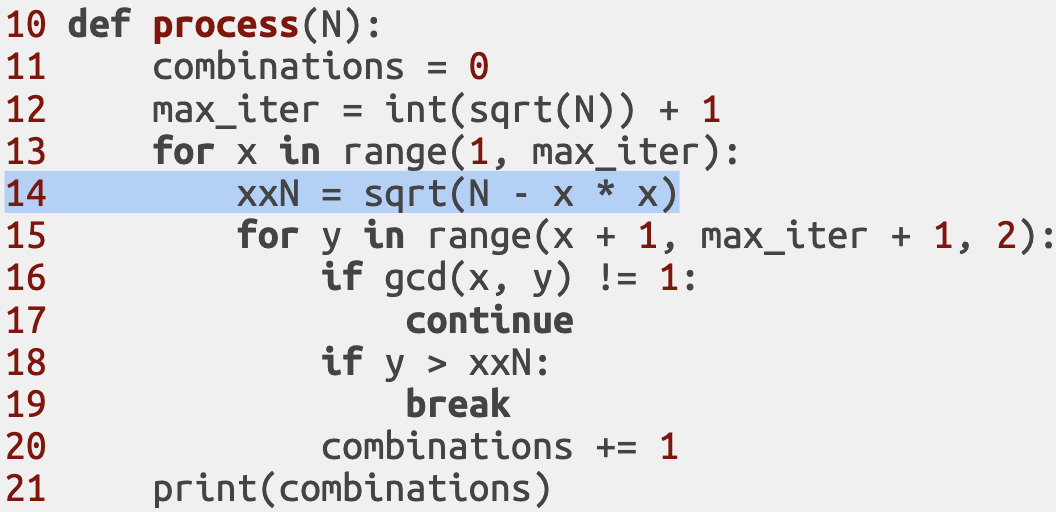 10 def process(N):
11     combinations = 0
12     max_iter = int(sqrt(N)) + 1
13     for x in range(1, max_iter):
14         xxN = sqrt(N - x * x)
15         for y in range(x + 1, max_iter + 1, 2):
16             if gcd(x, y) != 1:
17                 continue
18             if y > xxN:
19                 break
20             combinations += 1
21     print(combinations)